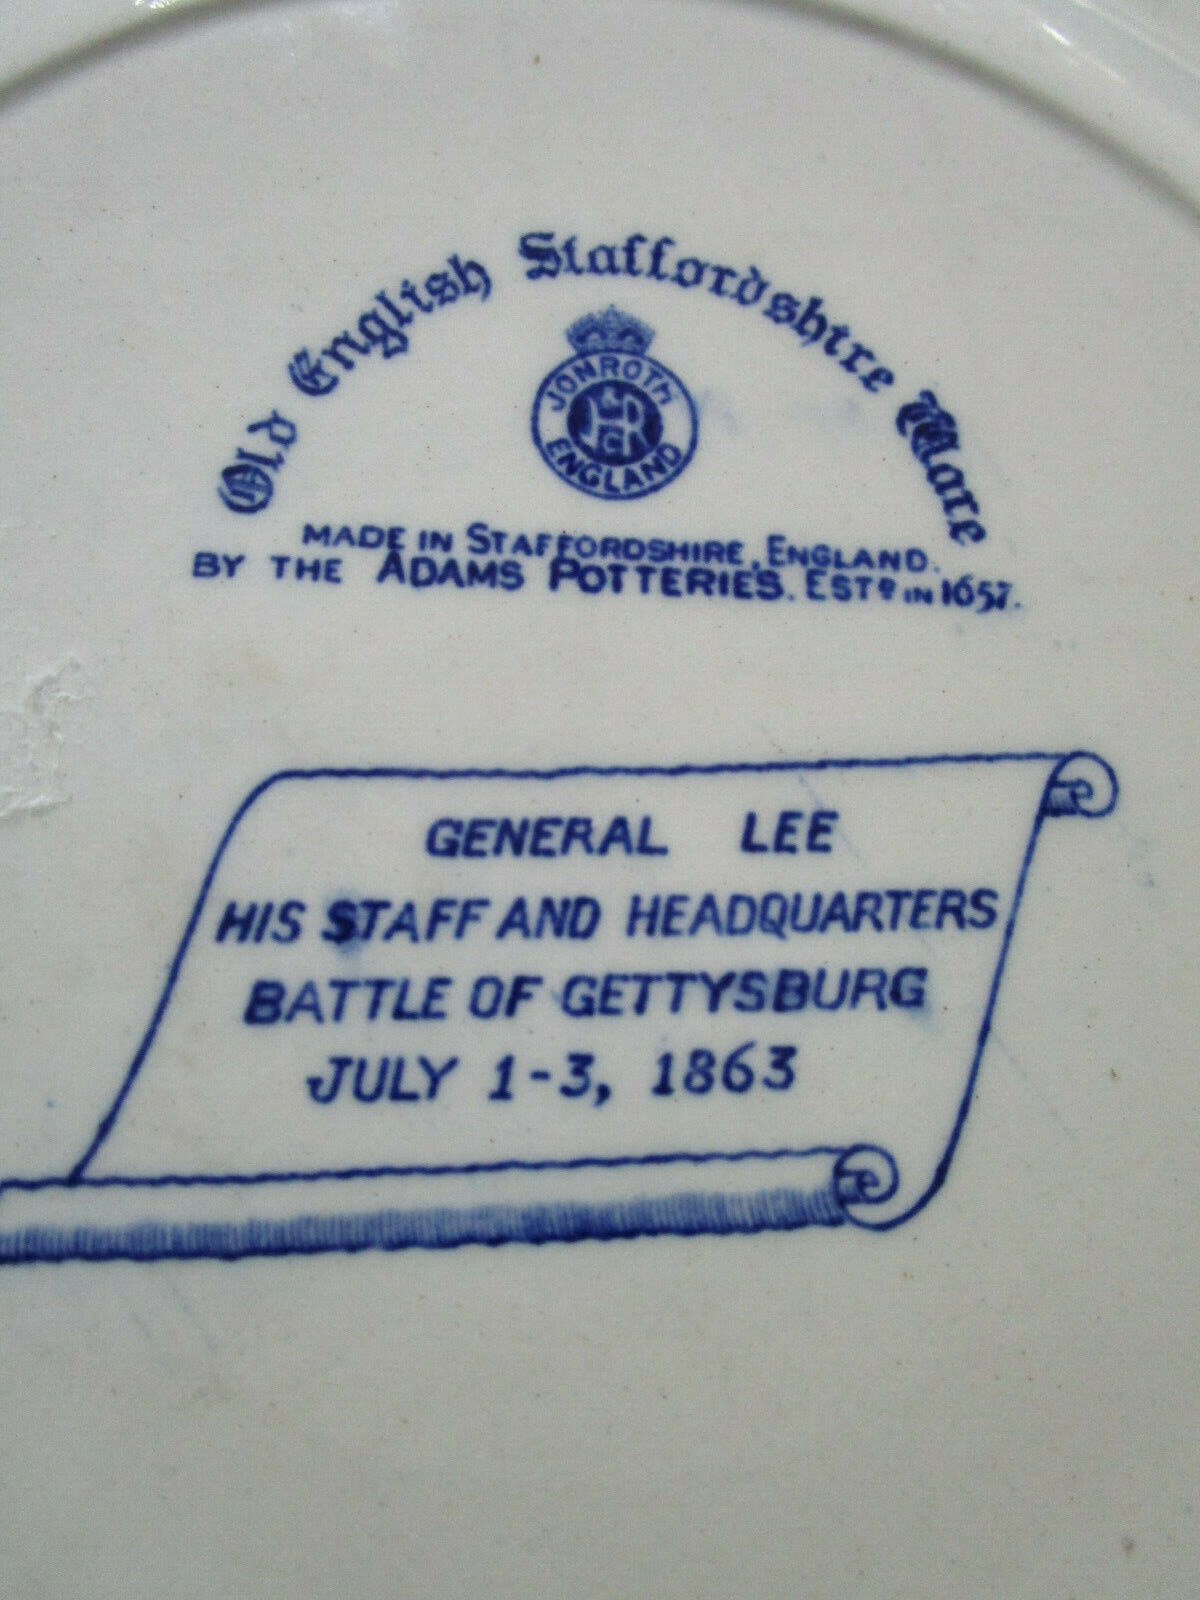 Old English Staffordshire Ware
JONROTH
ENGLAND
MADE IN STAFFORDSHIRE, ENGLAND.
BY THE ADAMS POTTERIES. ESTD IN 1657.
GENERAL LEE
HIS STAFF AND HEADQUARTERS
BATTLE OF GETTYSBURG
JULY 1-3, 1863